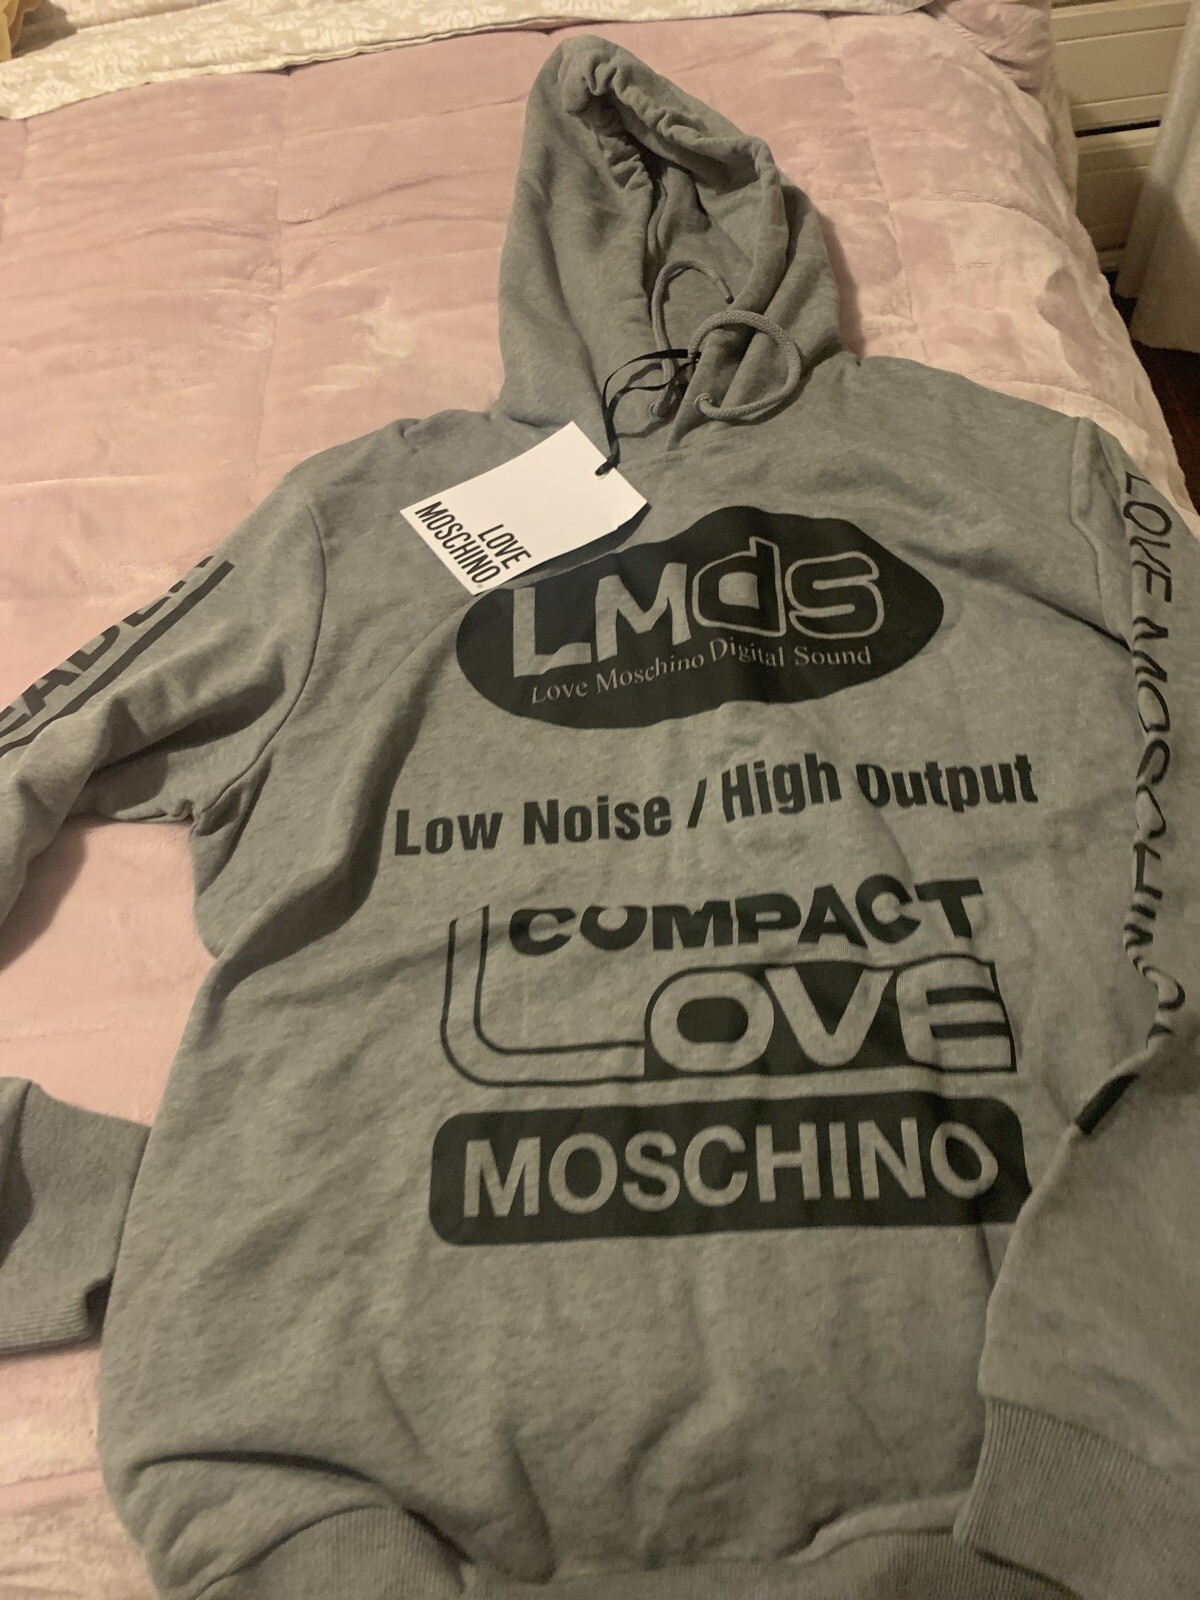 LOVE
MOSCHINO
LMds
Love Moschino Digital Sound
Low Noise / High Output
COMPACT
LOVE
MOSCHINO
LOVE MOSCHINO